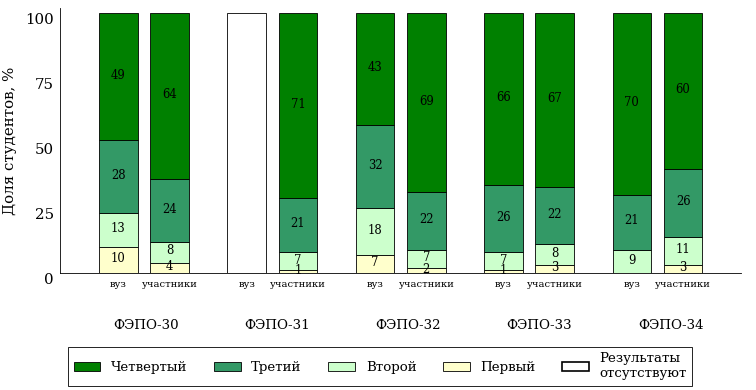 Доля студентов, %
100
75
50
25
0
49 28 13 10
64 24 8 4
71 21 7 1
43 32 18 7
69 22 7 2
66 26 7 1
67 22 8 3
70 21 9
60 26 11 3
вуз участники вуз участники вуз участники вуз участники вуз участники
ФЭПО-30 ФЭПО-31 ФЭПО-32 ФЭПО-33 ФЭПО-34
Четвертый Третий Второй Первый Результаты
отсутствуют